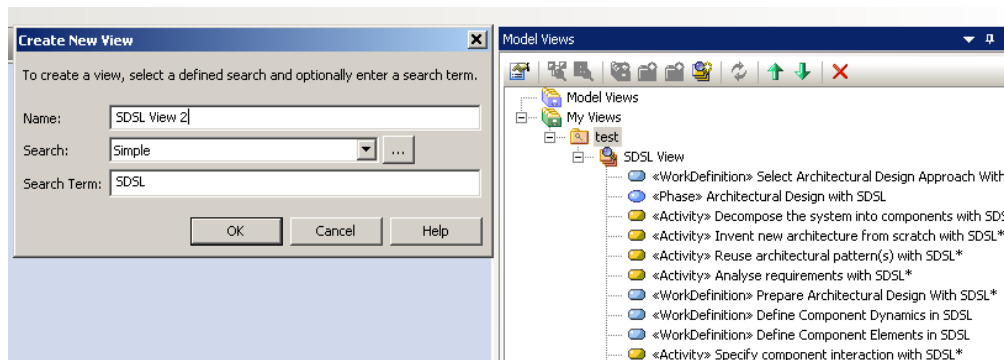 Create New View
To create a view, select a defined search and optionally enter a search term.
Name: SDSL View 2
Search: Simple ...
Search Term: SDSL
OK Cancel Help
Model Views
Model Views
My Views
test
SDSL View
«WorkDefinition» Select Architectural Design Approach With
«Phase» Architectural Design with SDSL
«Activity» Decompose the system into components with SDS
«Activity» Invent new architecture from scratch with SDSL*
«Activity» Reuse architectural pattern(s) with SDSL*
«Activity» Analyse requirements with SDSL*
«WorkDefinition» Prepare Architectural Design With SDSL*
«WorkDefinition» Define Component Dynamics in SDSL
«WorkDefinition» Define Component Elements in SDSL
«Activity» Specify component interaction with SDSL*